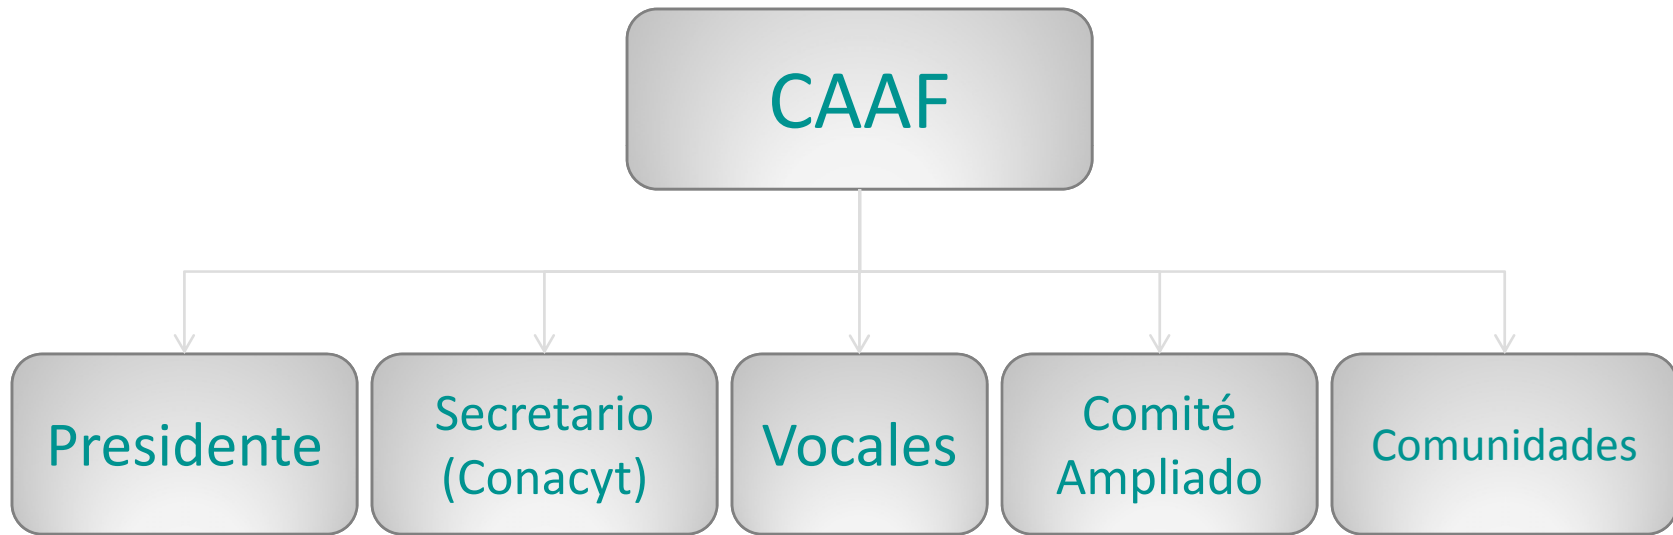 CAAF
Presidente
Secretario
(Conacyt)
Vocales
Comité
Ampliado
Comunidades